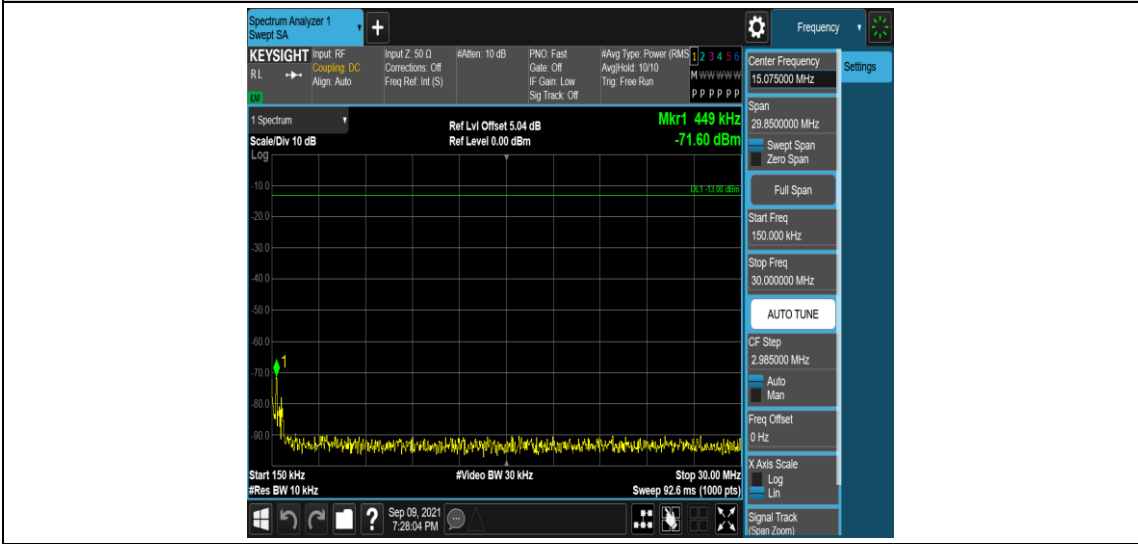 Spectrum Analyzer 1
Swept SA
+
Frequency
KEYSIGHT
RL
Input: RF
Coupling: DC
Align: Auto
Input Z: 50 Ω
Corrections: Off
Freq Ref: Int (S)
#Atten: 10 dB
PNO: Fast
Gate: Off
IF Gain: Low
Sig Track: Off
#Avg Type: Power (RMS
Avg|Hold: 10/10
Trig: Free Run
1 2 3 4 5 6
M W W W W W
P P P P P P
1 Spectrum
Scale/Div 10 dB
Log
Ref Lvl Offset 5.04 dB
Ref Level 0.00 dBm
Mkr1 449 kHz
-71.60 dBm
-10.0
DL1 -13.00 dBm
-20.0
-30.0
-40.0
-50.0
-60.0
1
-70.0
-80.0
-90.0
Start 150 kHz
#Res BW 10 kHz
#Video BW 30 kHz
Stop 30.00 MHz
Sweep 92.6 ms (1000 pts)
?
Sep 09, 2021
7:28:04 PM
Center Frequency
15.075000 MHz
Settings
Span
29.8500000 MHz
Swept Span
Zero Span
Full Span
Start Freq
150.000 kHz
Stop Freq
30.000000 MHz
AUTO TUNE
CF Step
2.985000 MHz
Auto
Man
Freq Offset
0 Hz
X Axis Scale
Log
Lin
Signal Track
(Span Zoom)